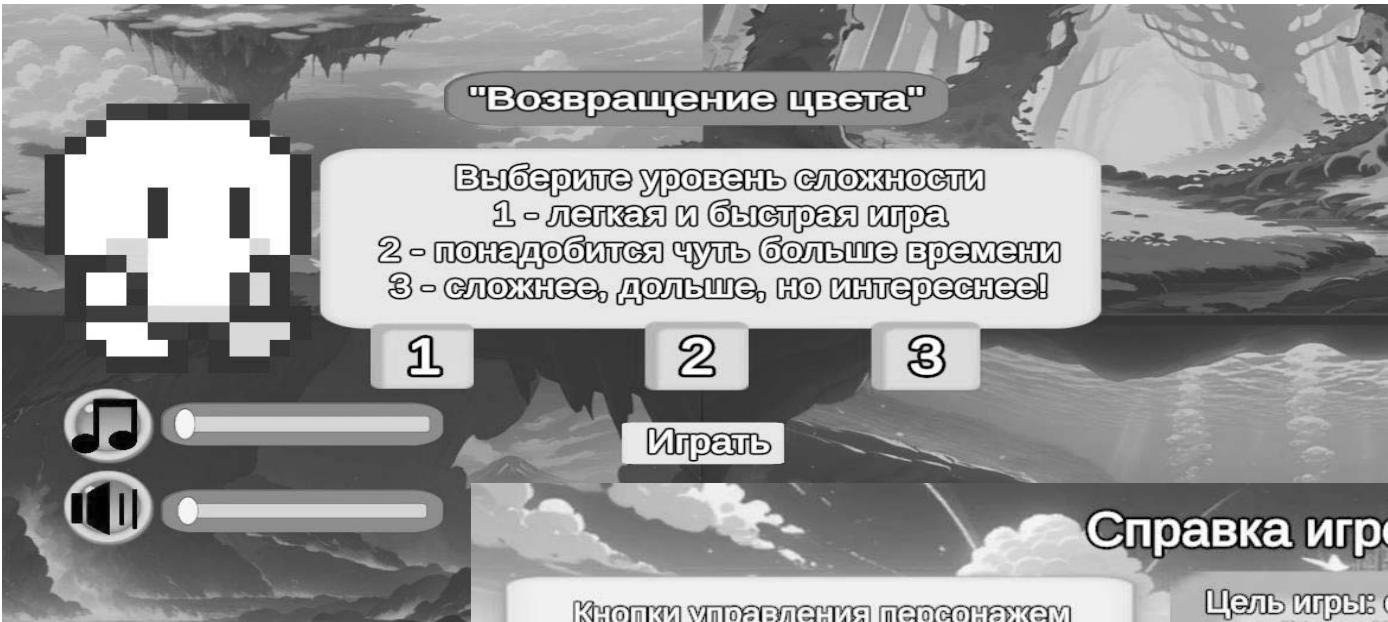 "Возвращение цвета"
Выберите уровень сложности
1 - легкая и быстрая игра
2 - понадобится чуть больше времени
3 - сложнее, дольше, но интереснее!
1 2 3
Играть
Справка
Кнопки управления персонажем
Цель игры: